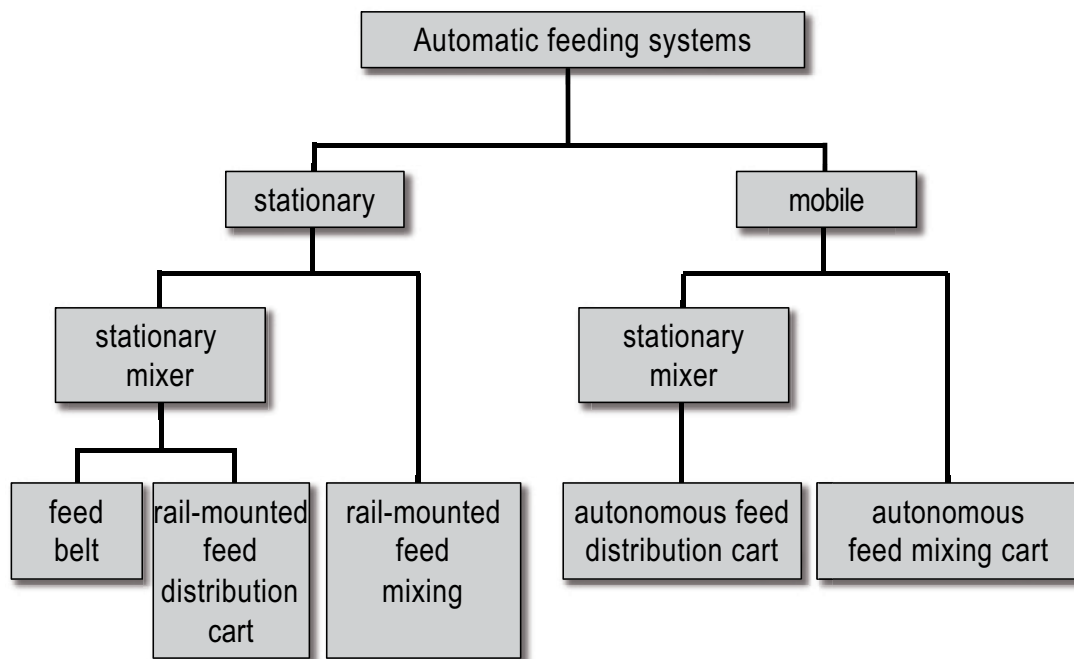 Automatic feeding systems
stationary
mobile
stationary
mixer
stationary
mixer
feed
belt
rail-mounted
feed
distribution
cart
rail-mounted
feed
mixing
autonomous feed
distribution cart
autonomous
feed mixing cart